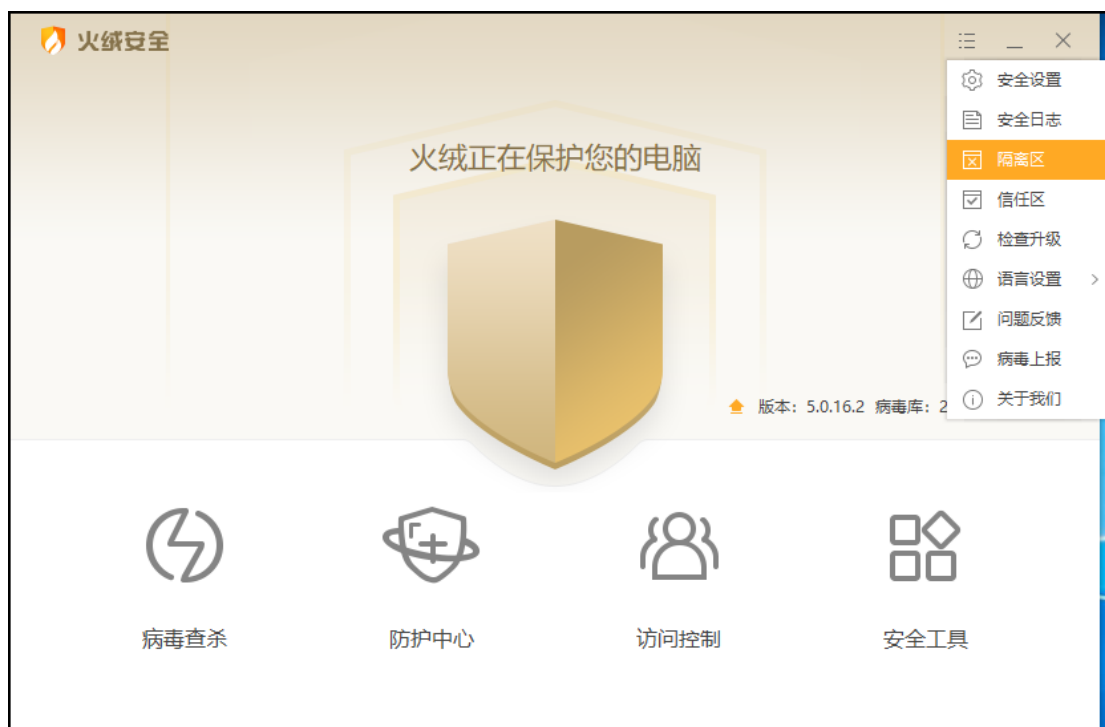 火绒安全
安全设置
安全日志
隔离区
信任区
检查升级
语言设置
问题反馈
病毒上报
关于我们
火绒正在保护您的电脑
版本：5.0.16.2 病毒库：2
病毒查杀
防护中心
访问控制
安全工具